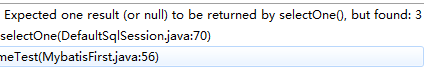 Expected one result (or null) to be returned by selectOne(), but found: 3
selectOne(DefaultSqlSession.java:70)
meTest(MybatisFirst.java:56)